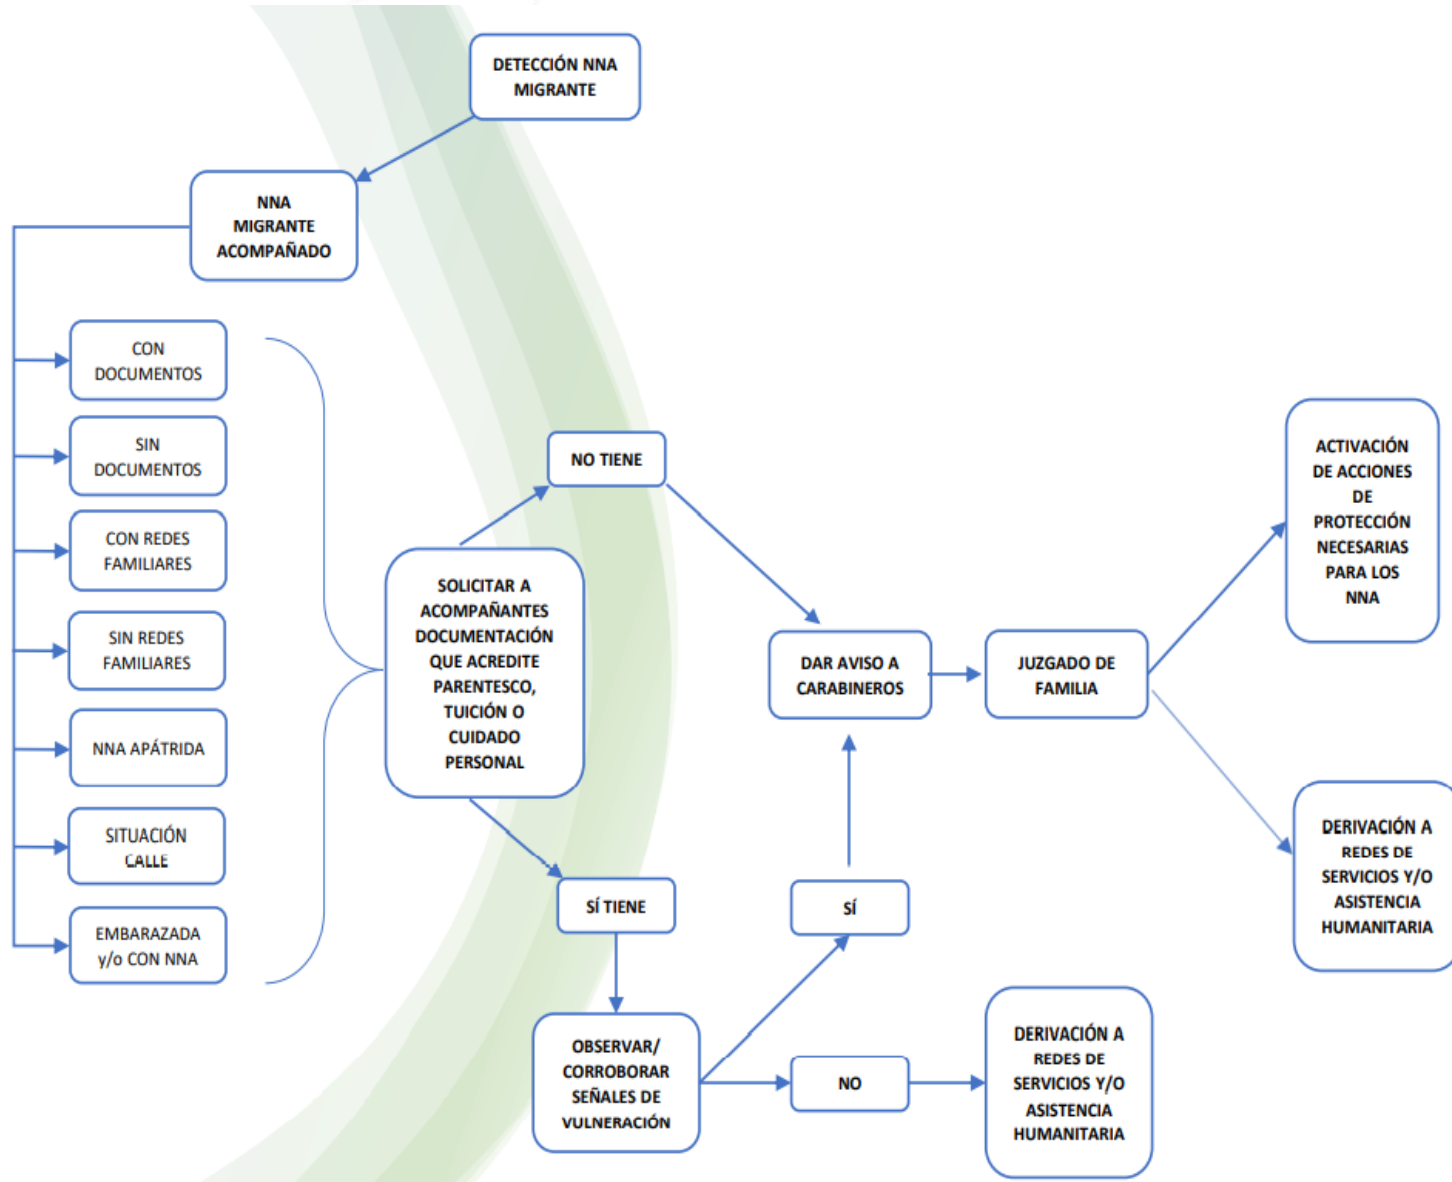 DETECCIÓN NNA
MIGRANTE
NNA
MIGRANTE
ACOMPAÑADO
CON
DOCUMENTOS
SIN
DOCUMENTOS
CON REDES
FAMILIARES
SIN REDES
FAMILIARES
NNA APÁTRIDA
SITUACIÓN
CALLE
EMBARAZADA
y/o CON NNA
SOLICITAR A
ACOMPAÑANTES
DOCUMENTACIÓN
QUE ACREDITE
PARENTESCO,
TUICIÓN O
CUIDADO
PERSONAL
NO TIENE
SÍ TIENE
OBSERVAR/
CORROBORAR
SEÑALES DE
VULNERACIÓN
SÍ
NO
DAR AVISO A
CARABINEROS
JUZGADO DE
FAMILIA
ACTIVACIÓN
DE ACCIONES
DE
PROTECCIÓN
NECESARIAS
PARA LOS
NNA
DERIVACIÓN A
REDES DE
SERVICIOS Y/O
ASISTENCIA
HUMANITARIA
DERIVACIÓN A
REDES DE
SERVICIOS Y/O
ASISTENCIA
HUMANITARIA